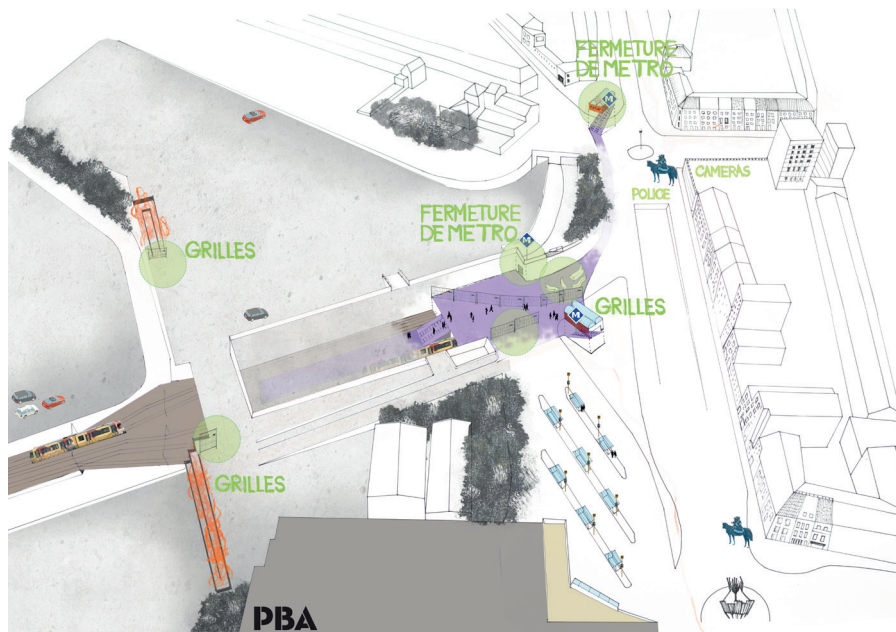 FERMETURE
DE METRO
M
CAMERAS
POLICE
FERMETURE
DE METRO
M
GRILLES
GRILLES
M
GRILLES
PBA